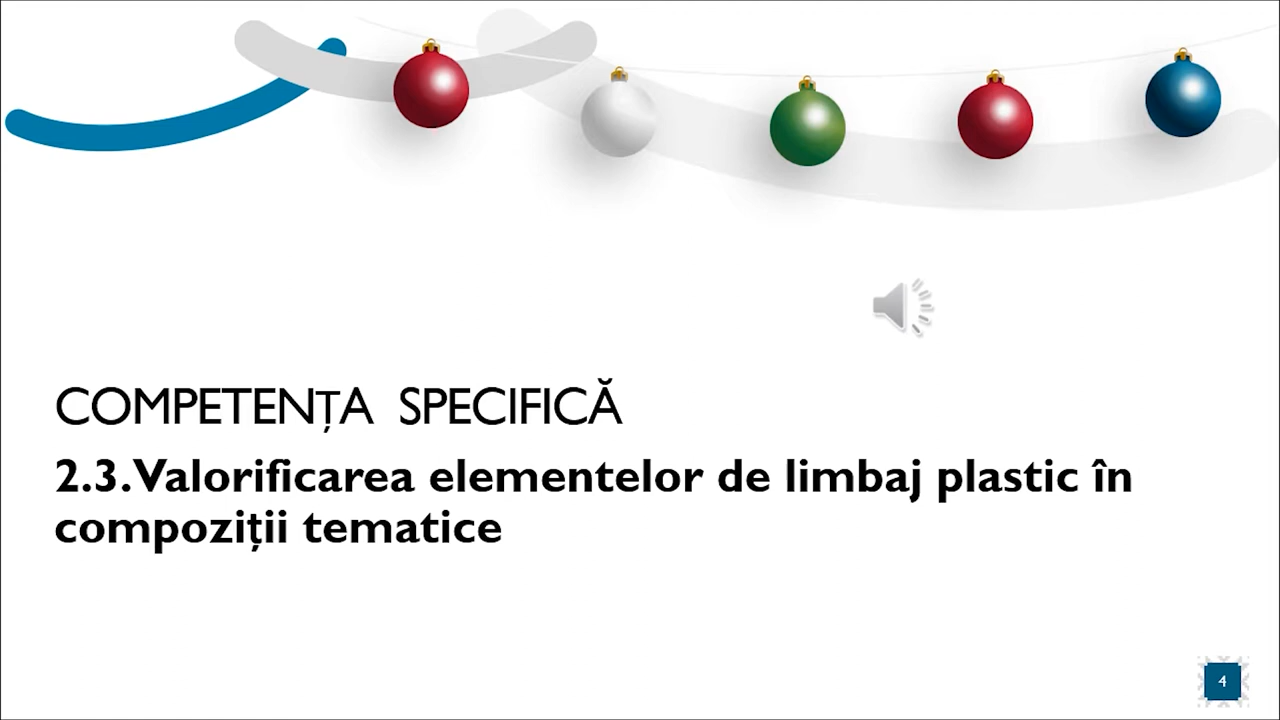 COMPETENȚA SPECIFICĂ
2.3.Valorificarea elementelor de limbaj plastic în
compoziții tematice
4